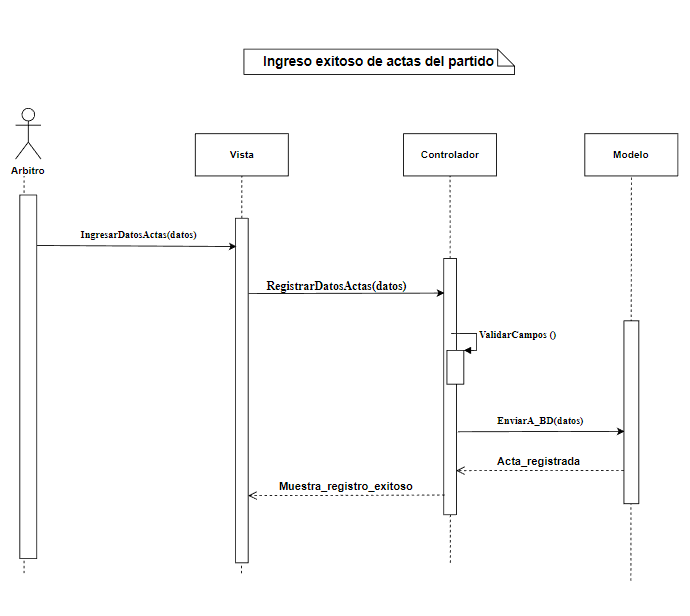 Ingreso exitoso de actas del partido
Arbitro
Vista
Controlador
Modelo
IngresarDatosActas(datos)
RegistrarDatosActas(datos)
ValidarCampos ()
EnviarA_BD(datos)
Acta_registrada
Muestra_registro_exitoso